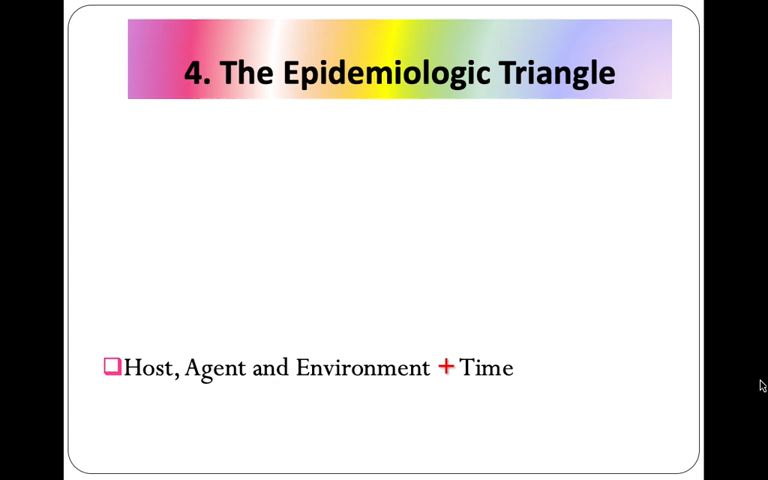 4. The Epidemiologic Triangle
Host, Agent and Environment + Time